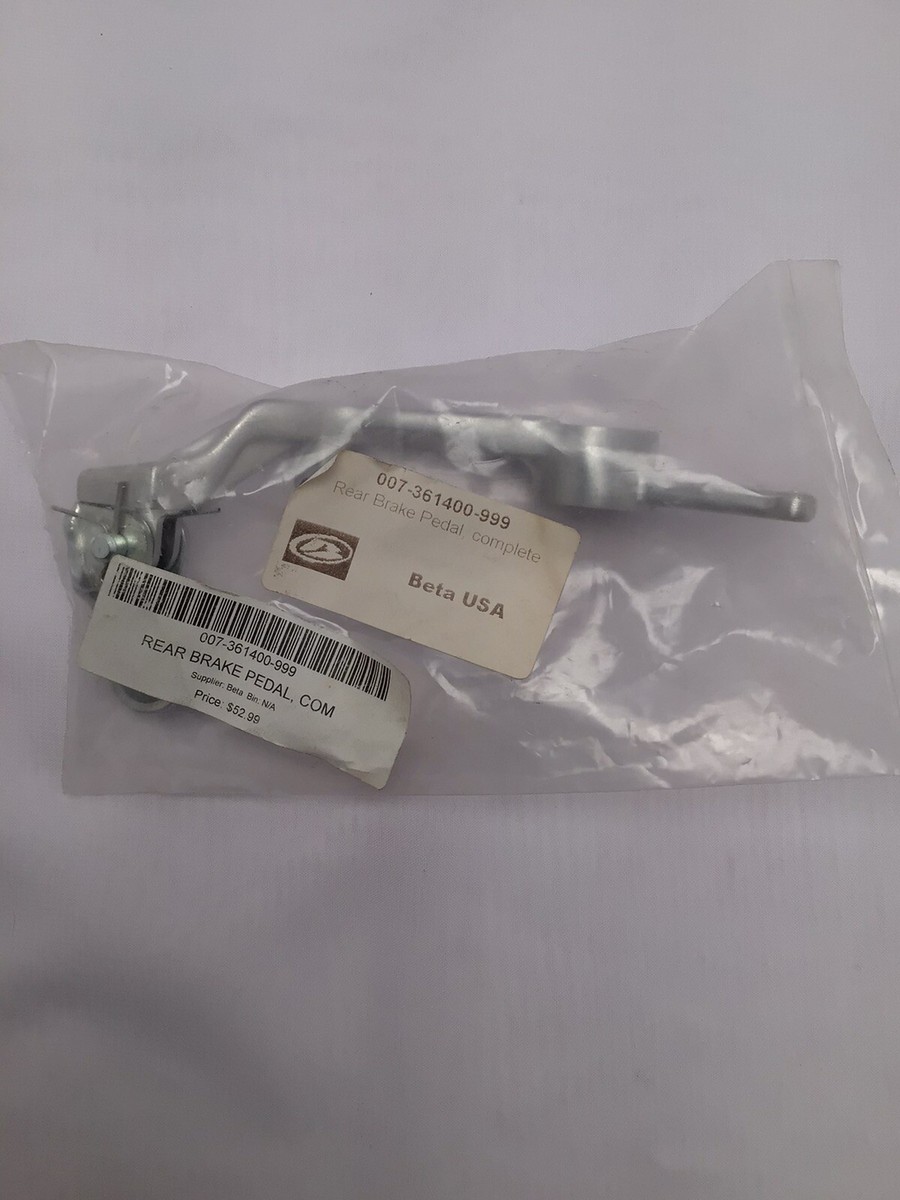 007-361400-999
Rear Brake Pedal, complete
Beta USA
007-361400-999
REAR BRAKE PEDAL, COM
Supplier: Beta Bin: N/A
Price: $52.99